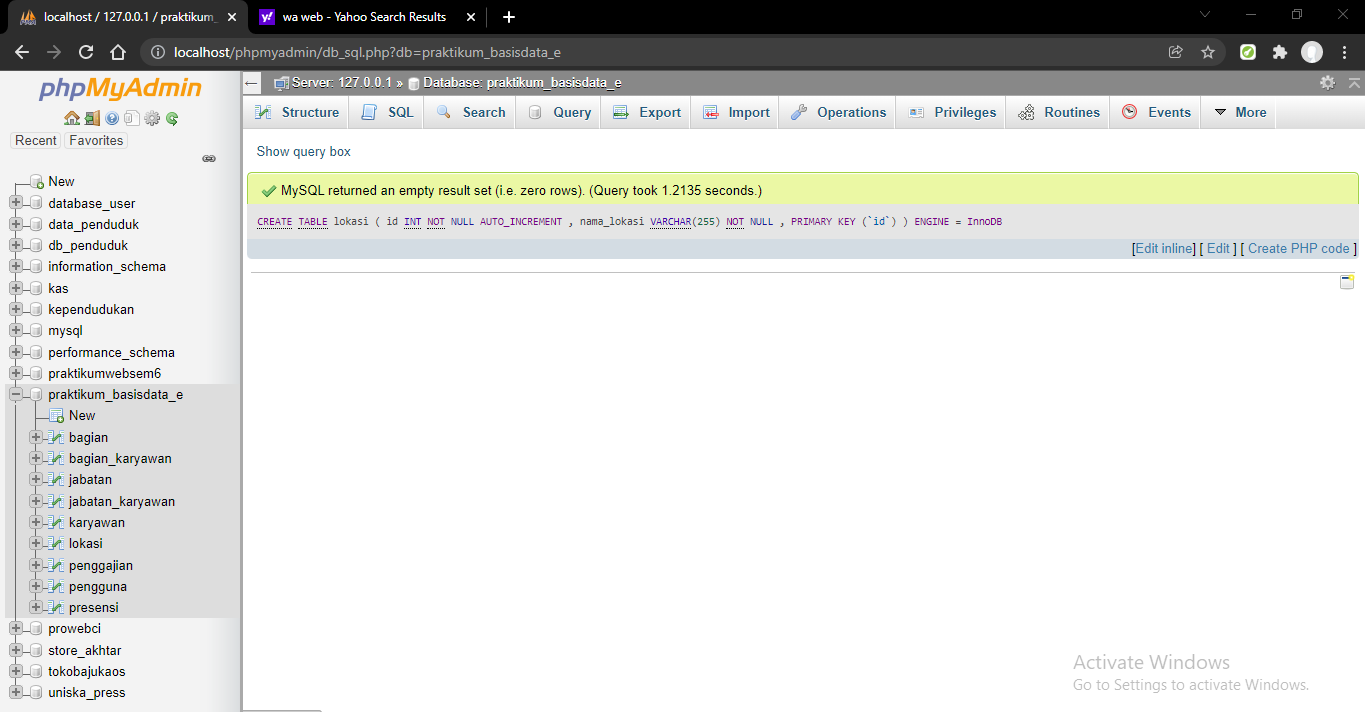 localhost / 127.0.0.1 / praktikum_
wa web - Yahoo Search Results
localhost/phpmyadmin/db_sql.php?db=praktikum_basisdata_e
phpMyAdmin
Recent Favorites
New
database_user
data_penduduk
db_penduduk
information_schema
kas
kependudukan
mysql
performance_schema
praktikumwebsem6
praktikum_basisdata_e
New
bagian
bagian_karyawan
jabatan
jabatan_karyawan
karyawan
lokasi
penggajian
pengguna
presensi
prowebci
store_akhtar
tokobajukaos
uniska_press
Server: 127.0.0.1 » Database: praktikum_basisdata_e
Structure SQL Search Query Export Import Operations Privileges Routines Events More
Show query box
MySQL returned an empty result set (i.e. zero rows). (Query took 1.2135 seconds.)
CREATE TABLE lokasi ( id INT NOT NULL AUTO_INCREMENT , nama_lokasi VARCHAR(255) NOT NULL , PRIMARY KEY (`id`) ) ENGINE = InnoDB
[Edit inline] [ Edit ] [ Create PHP code ]
Activate Windows
Go to Settings to activate Windows.